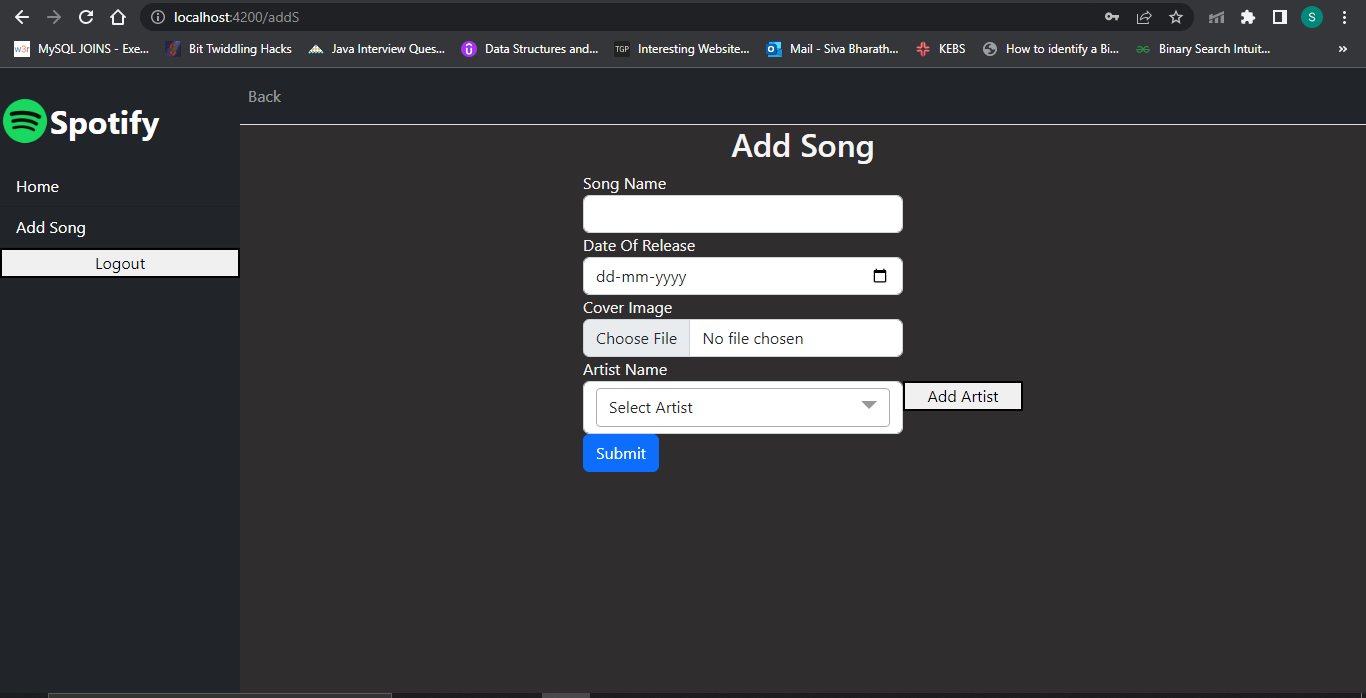 localhost:4200/addS
S
w3r MySQL JOINS - Exe... Bit Twiddling Hacks Java Interview Ques... Data Structures and... TGP Interesting Website... Mail - Siva Bharath... KEBS How to identify a Bi... Binary Search Intuit... »
Back
Spotify
Add Song
Home
Song Name
Add Song
Date Of Release
Logout
dd-mm-yyyy
Cover Image
Choose File No file chosen
Artist Name
Select Artist
Add Artist
Submit